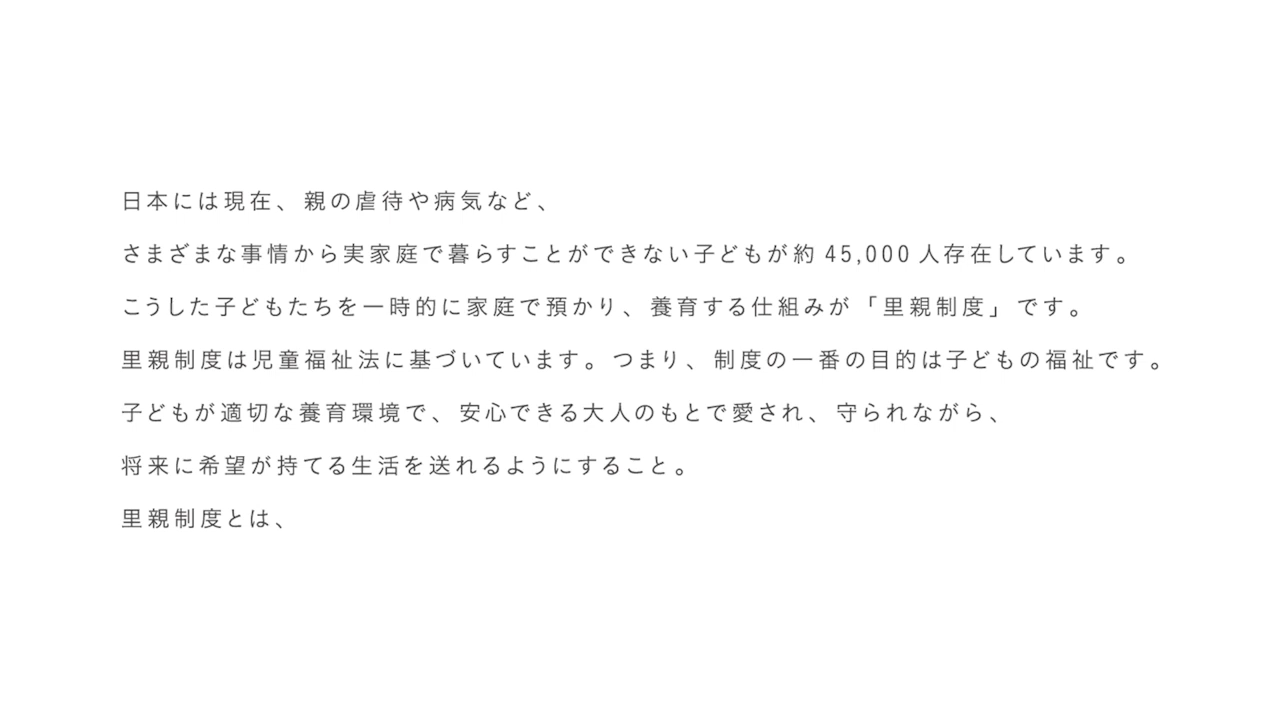 日本には現在、親の虐待や病気など、
さまざまな事情から実家庭で暮らすことができない子どもが約 45,000 人存在しています。
こうした子どもたちを一時的に家庭で預かり、養育する仕組みが「里親制度」です。
里親制度は児童福祉法に基づいています。つまり、制度の一番の目的は子どもの福祉です。
子どもが適切な養育環境で、安心できる大人のもとで愛され、守られながら、
将来に希望が持てる生活を送れるようにすること。
里親制度とは、